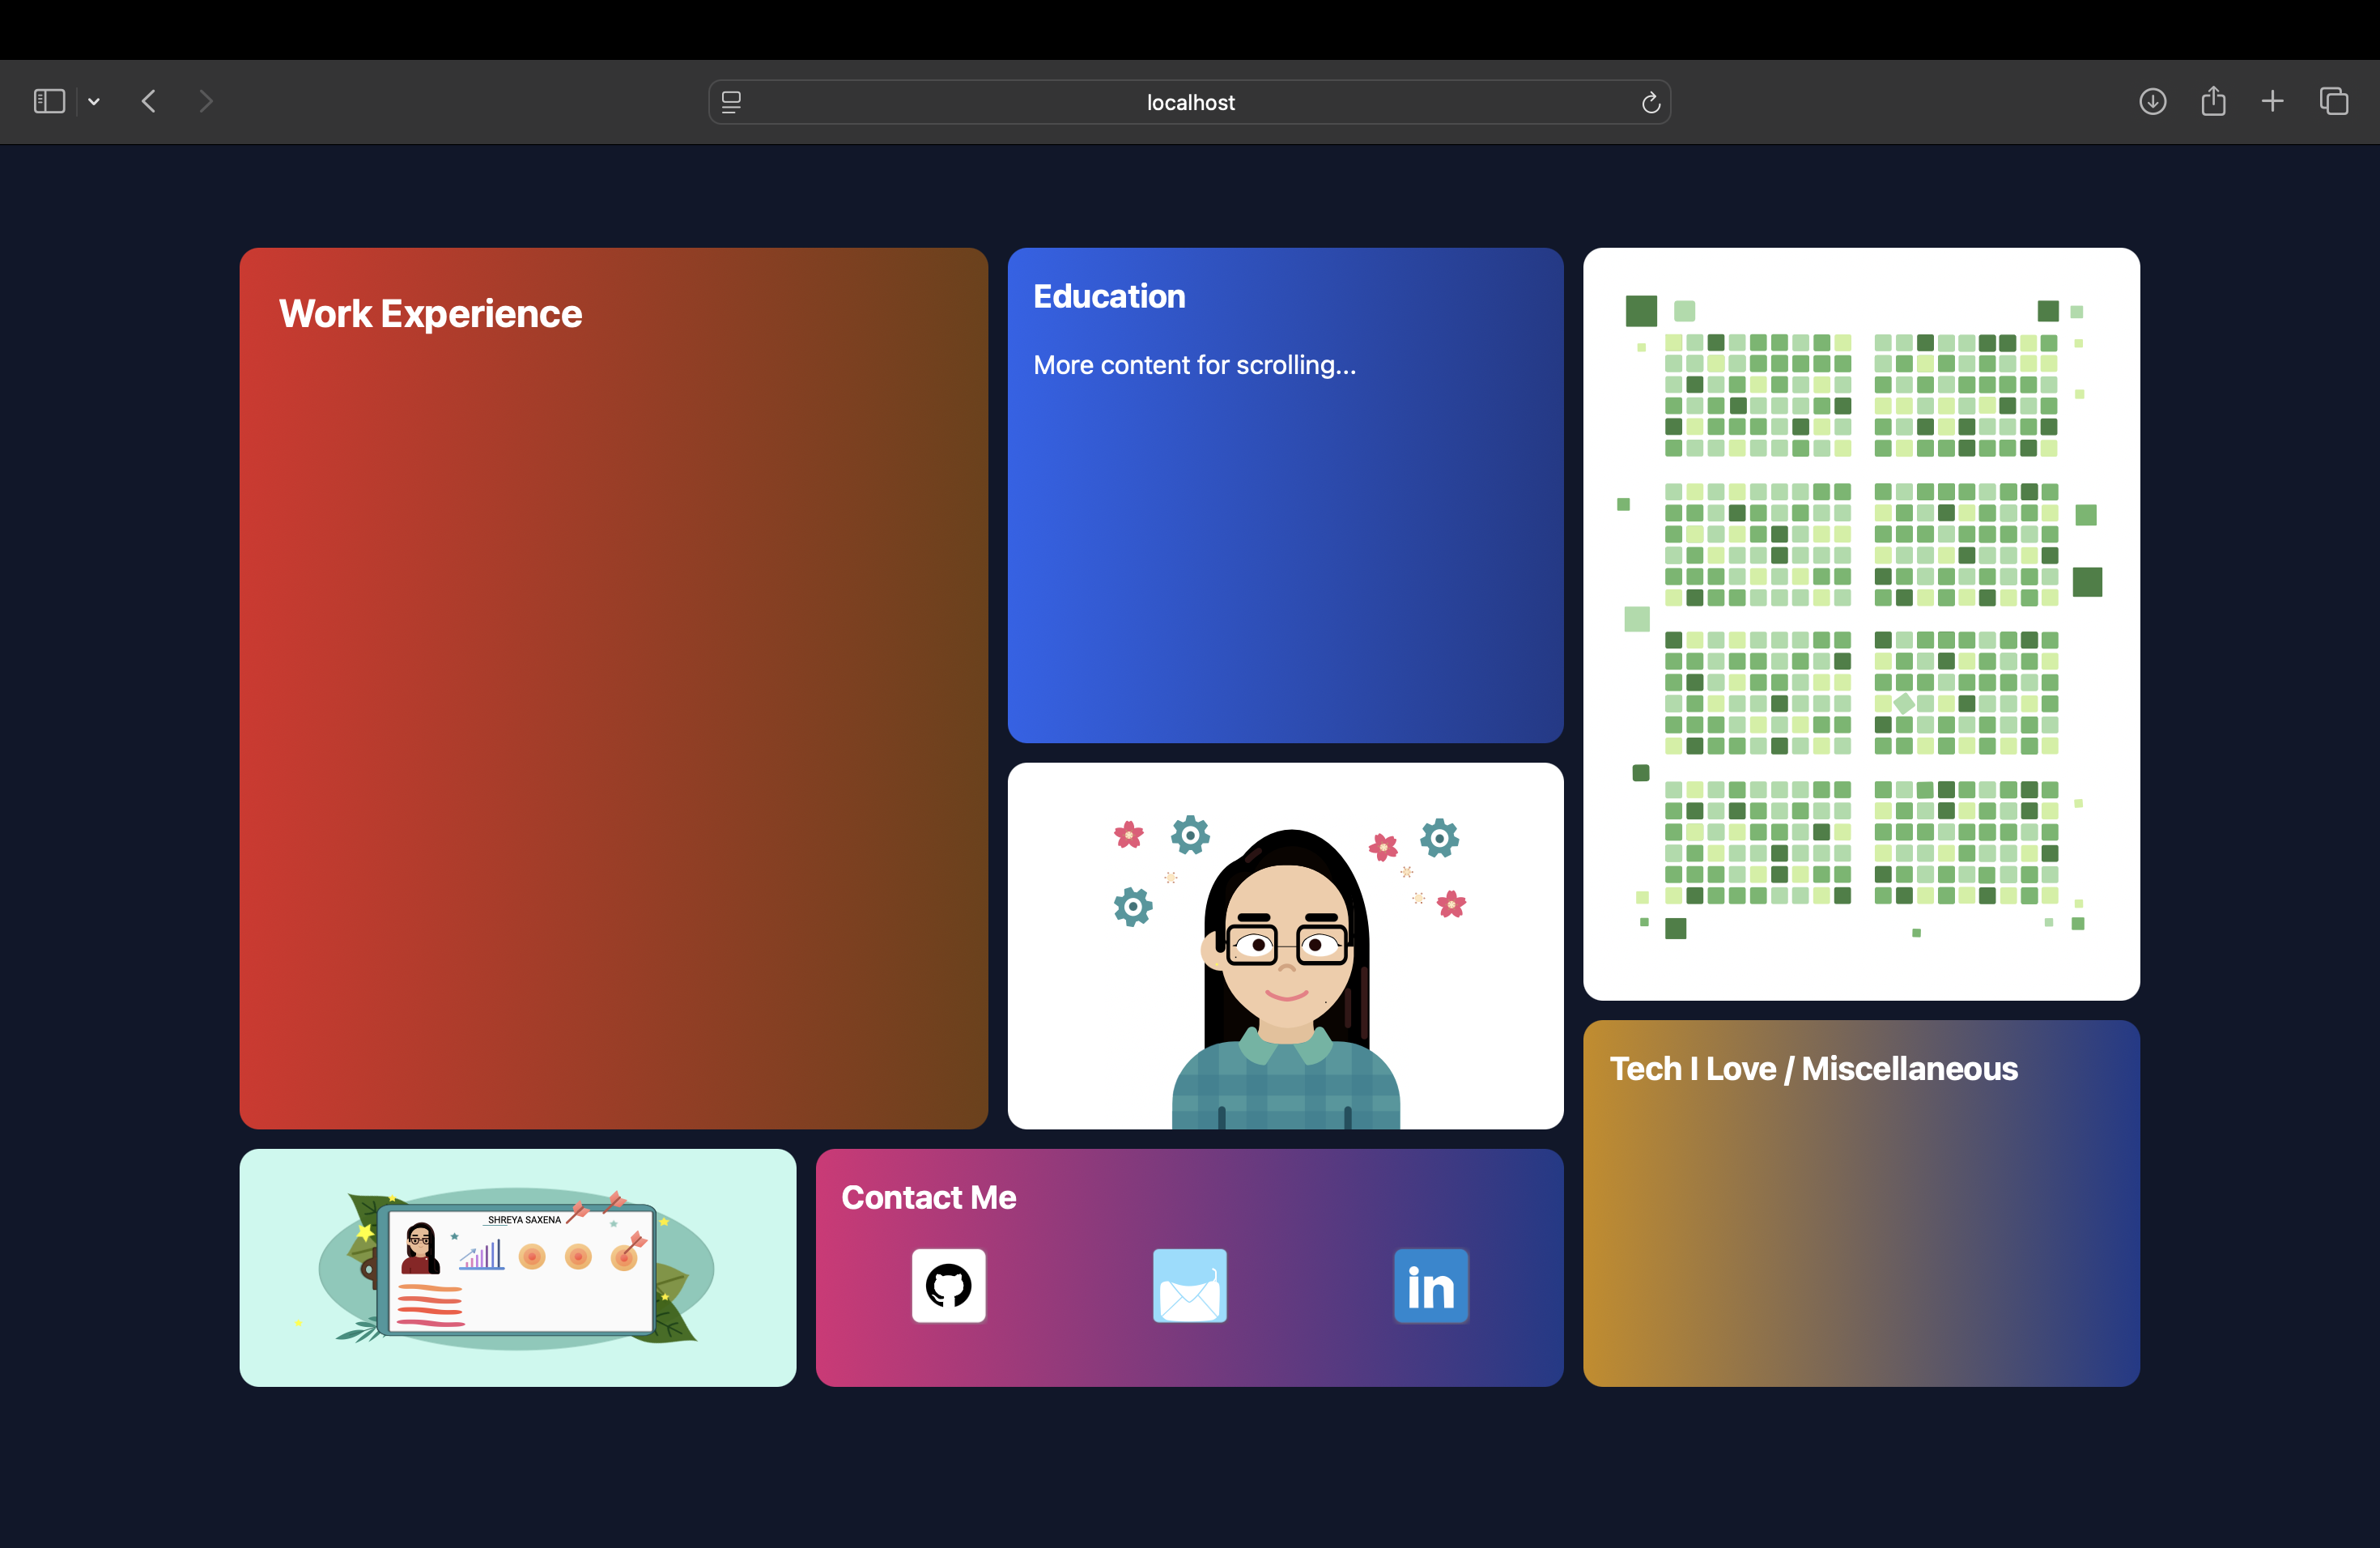 localhost
Work Experience
Education
More content for scrolling...
SHREYA SAXENA
Tech I Love / Miscellaneous
Contact Me
in